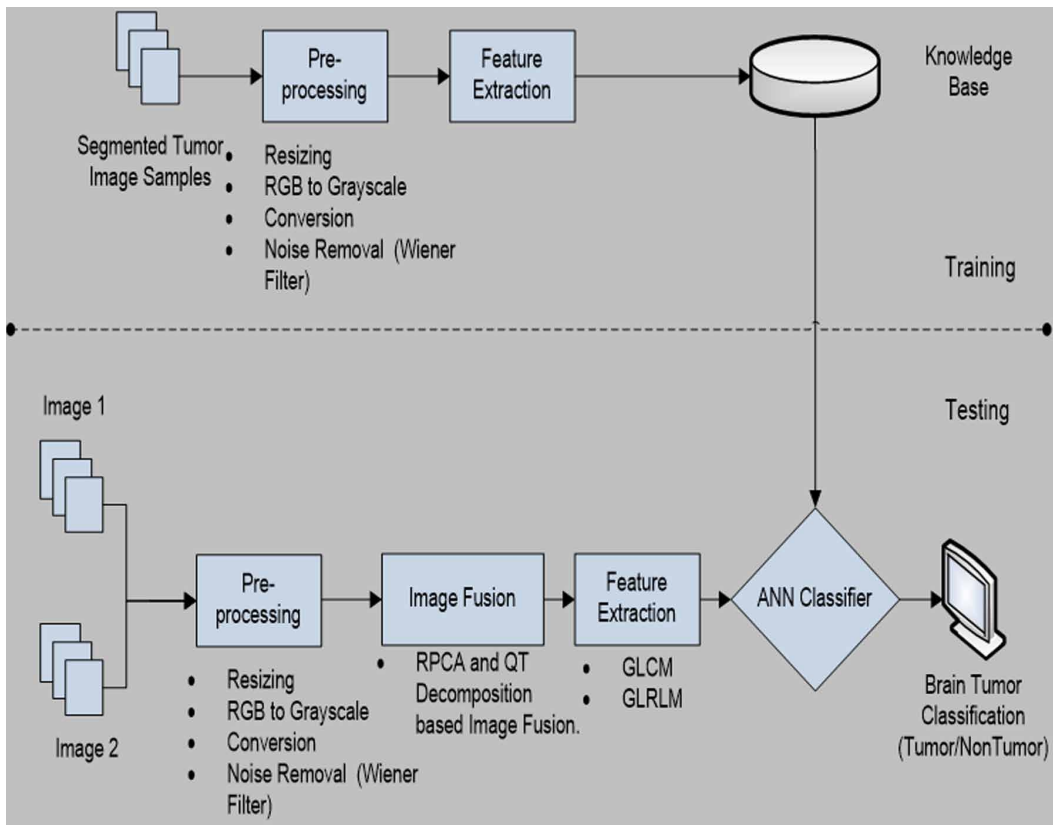 Pre-
processing
Feature
Extraction
Knowledge
Base
Segmented Tumor
Image Samples
• Resizing
• RGB to Grayscale
• Conversion
• Noise Removal (Wiener
Filter)
Training
Testing
Image 1
Image 2
Pre-
processing
• Resizing
• RGB to Grayscale
• Conversion
• Noise Removal (Wiener
Filter)
Image Fusion
• RPCA and QT
Decomposition
based Image Fusion.
Feature
Extraction
• GLCM
• GLRLM
ANN Classifier
Brain Tumor
Classification
(Tumor/NonTumor)